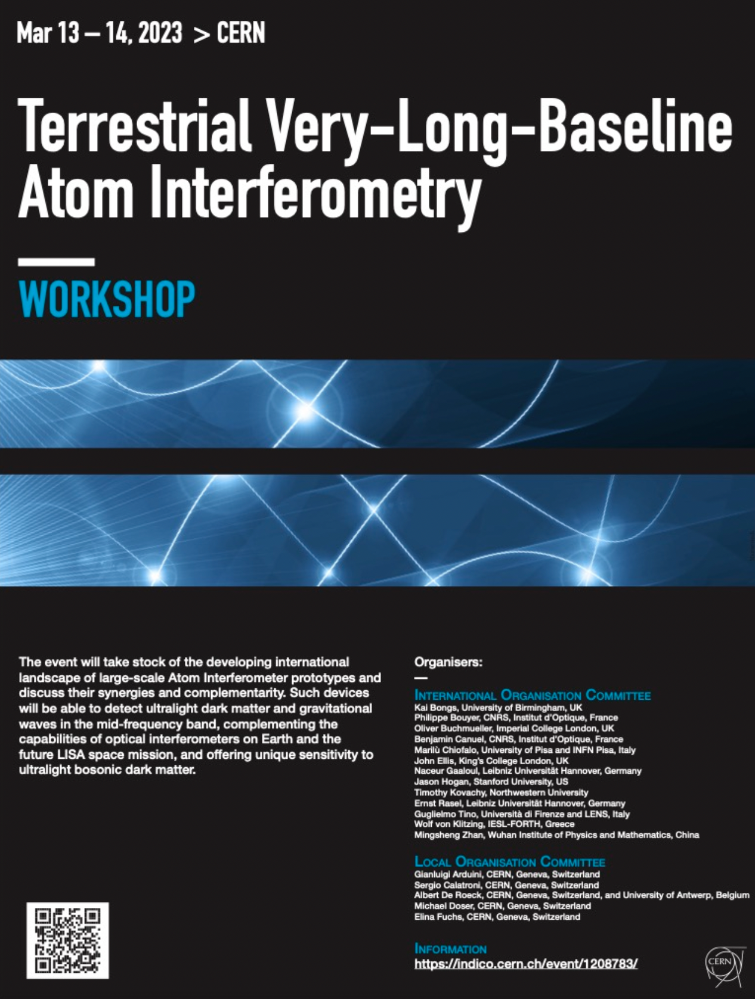 Mar 13 – 14, 2023 > CERN
Terrestrial Very-Long-Baseline
Atom Interferometry
WORKSHOP
The event will take stock of the developing international
landscape of large-scale Atom Interferometer prototypes and
discuss their synergies and complementarity. Such devices
will be able to detect ultralight dark matter and gravitational
waves in the mid-frequency band, complementing the
capabilities of optical interferometers on Earth and the
future LISA space mission, and offering unique sensitivity to
ultralight bosonic dark matter.
Organisers:
INTERNATIONAL ORGANISATION COMMITTEE
Kai Bongs, University of Birmingham, UK
Philippe Bouyer, CNRS, Institut d'Optique, France
Oliver Buchmueller, Imperial College London, UK
Benjamin Canuel, CNRS, Institut d'Optique, France
Marilù Chiofalo, University of Pisa and INFN Pisa, Italy
John Ellis, King's College London, UK
Naceur Gaaloul, Leibniz Universität Hannover, Germany
Jason Hogan, Stanford University, US
Timothy Kovachy, Northwestern University
Ernst Rasel, Leibniz Universität Hannover, Germany
Guglielmo Tino, Università di Firenze and LENS, Italy
Wolf von Klitzing, IESL-FORTH, Greece
Mingsheng Zhan, Wuhan Institute of Physics and Mathematics, China
LOCAL ORGANISATION COMMITTEE
Gianluigi Arduini, CERN, Geneva, Switzerland
Sergio Calatroni, CERN, Geneva, Switzerland
Albert De Roeck, CERN, Geneva, Switzerland, and University of Antwerp, Belgium
Michael Doser, CERN, Geneva, Switzerland
Elina Fuchs, CERN, Geneva, Switzerland
INFORMATION
https://indico.cern.ch/event/1208783/
CERN